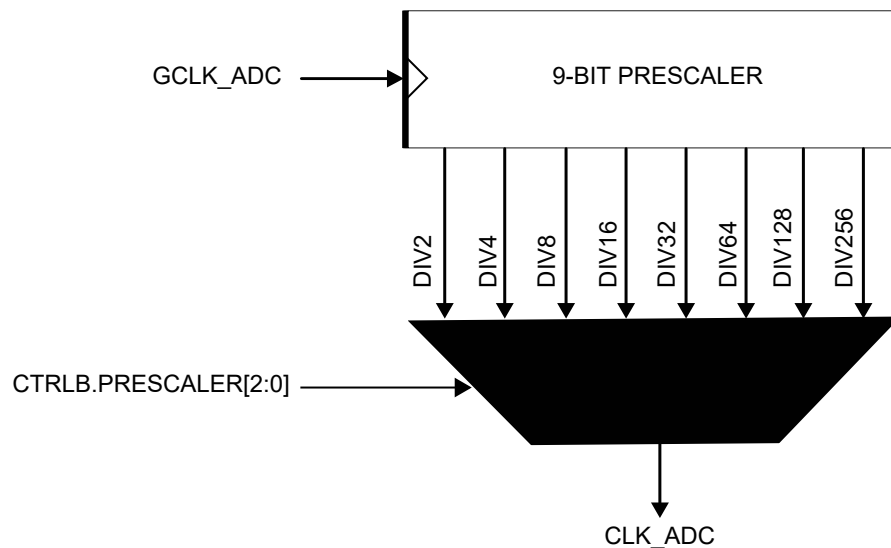 GCLK_ADC
9-BIT PRESCALER
DIV2
DIV4
DIV8
DIV16
DIV32
DIV64
DIV128
DIV256
CTRLB.PRESCALER[2:0]
CLK_ADC